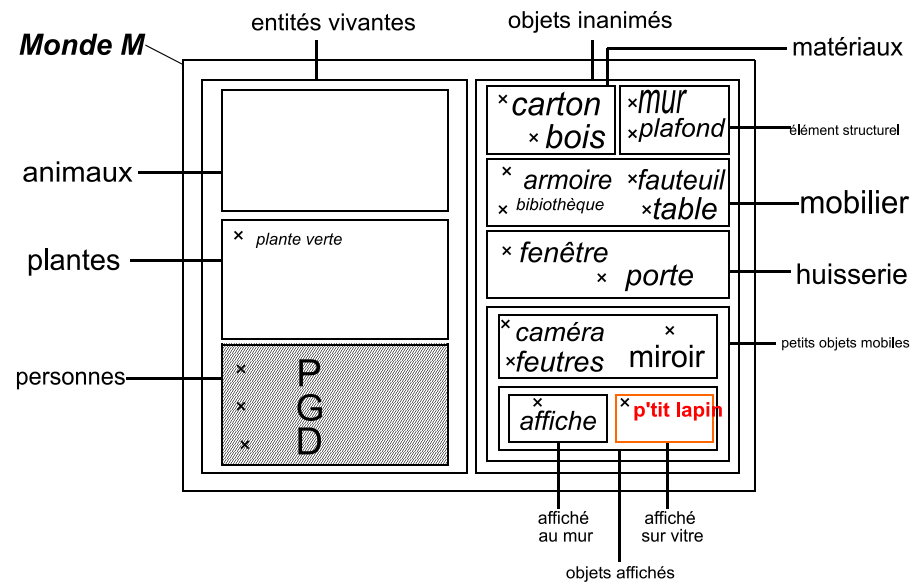 entités vivantes
objets inanimés
Monde M
matériaux
carton
bois
mur
plafond
élément structurel
animaux
armoire
bibiothèque
fauteuil
table
mobilier
plante verte
plantes
fenêtre
porte
huisserie
caméra
feutres
miroir
petits objets mobiles
personnes
P
G
D
affiche
p'tit lapin
affiché
au mur
affiché
sur vitre
objets affichés